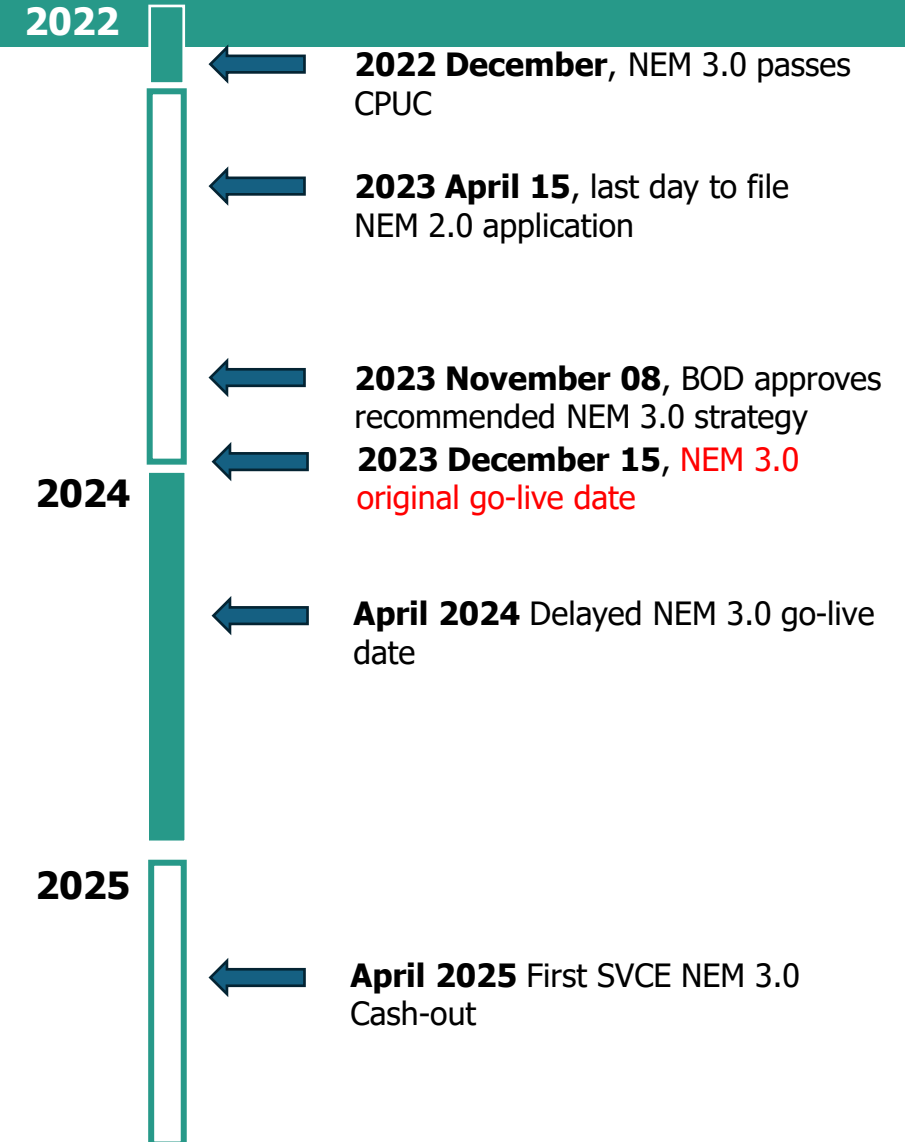 2022
2022 December, NEM 3.0 passes
CPUC
2023 April 15, last day to file
NEM 2.0 application
2023 November 08, BOD approves
recommended NEM 3.0 strategy
2023 December 15, NEM 3.0
original go-live date
2024
April 2024 Delayed NEM 3.0 go-live
date
2025
April 2025 First SVCE NEM 3.0
Cash-out